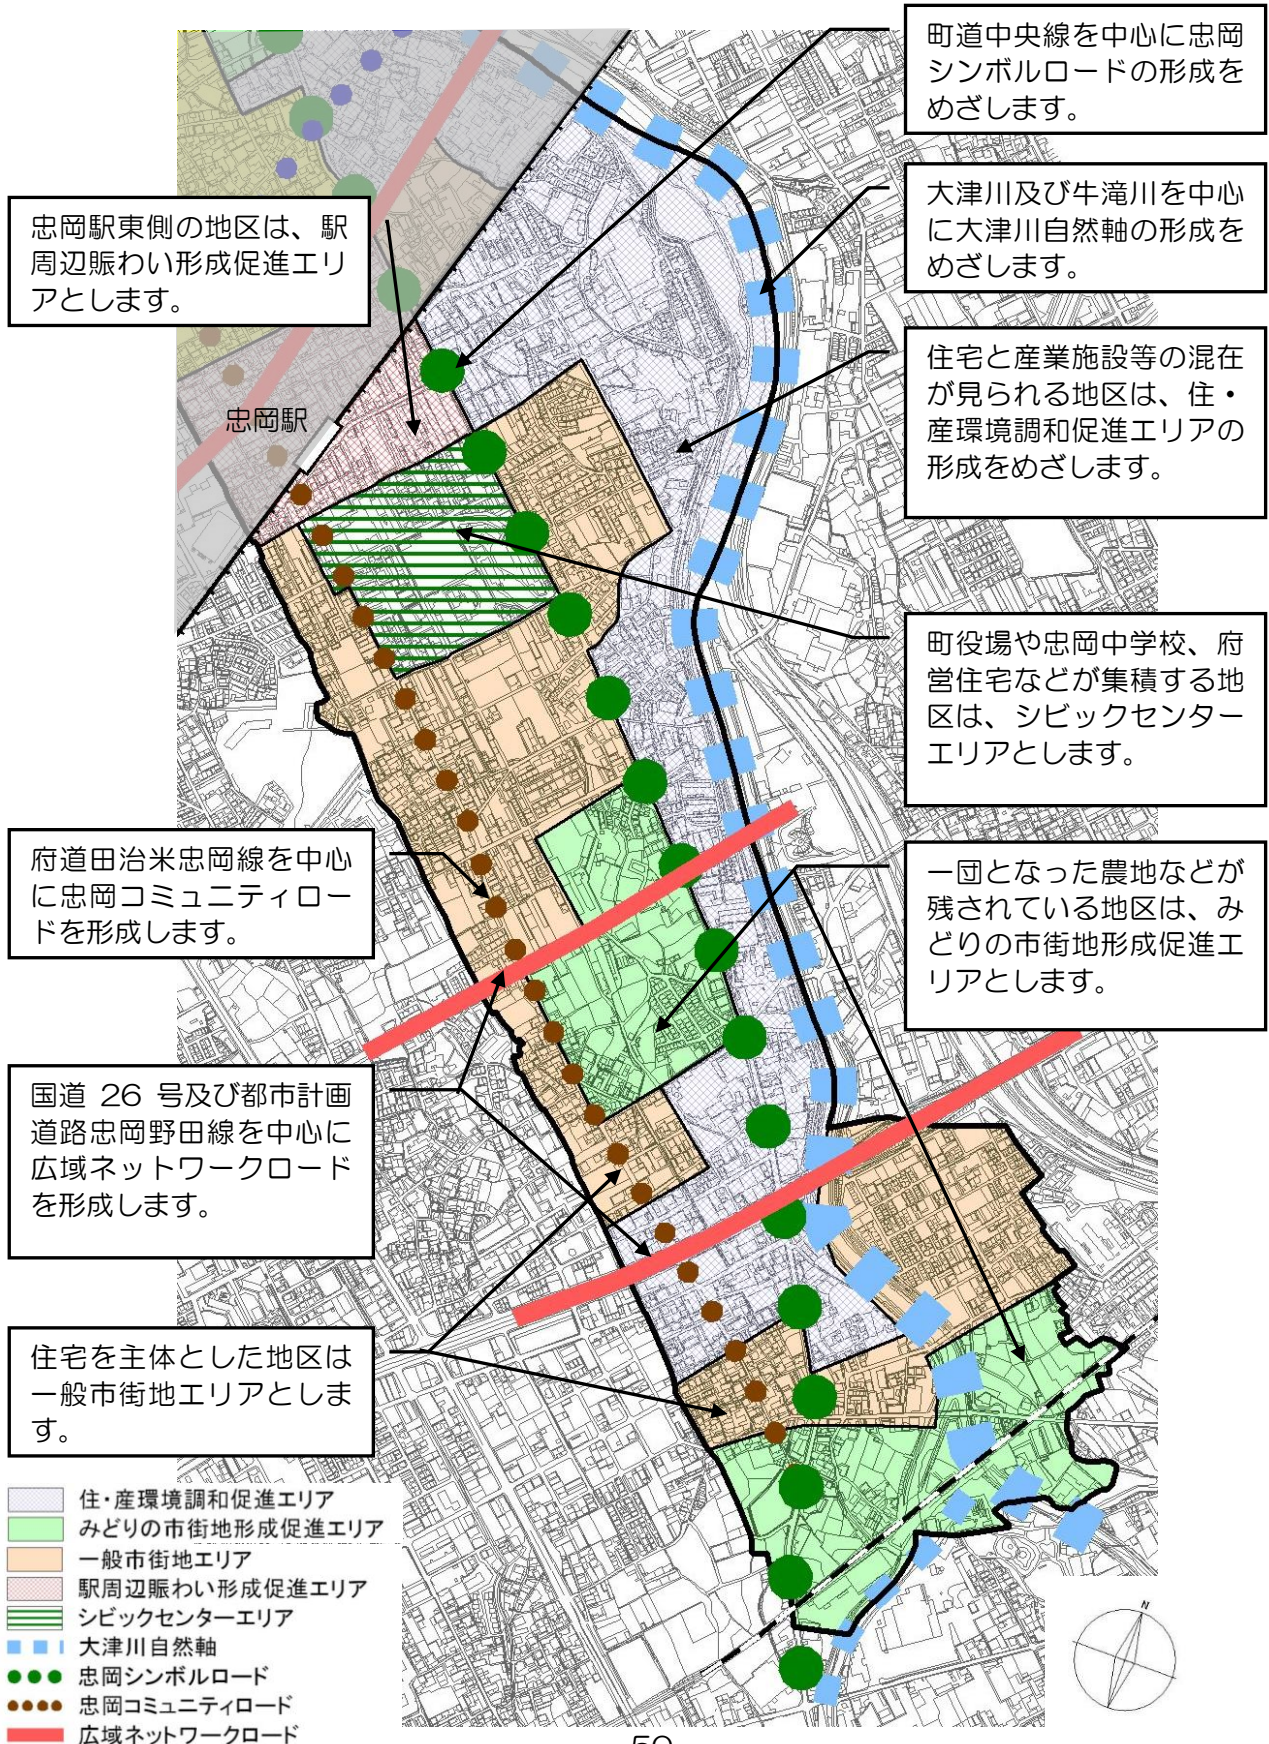 町道中央線を中心に忠岡
シンボルロードの形成を
めざします。
大津川及び牛滝川を中心
に大津川自然軸の形成を
めざします。
忠岡駅東側の地区は、駅
周辺賑わい形成促進エリ
アとします。
住宅と産業施設等の混在
が見られる地区は、住・
産環境調和促進エリアの
形成をめざします。
忠岡駅
町役場や忠岡中学校、府
営住宅などが集積する地
区は、シビックセンター
エリアとします。
府道田治米忠岡線を中心
に忠岡コミュニティロー
ドを形成します。
一団となった農地などが
残されている地区は、み
どりの市街地形成促進エ
リアとします。
国道 26 号及び都市計画
道路忠岡野田線を中心に
広域ネットワークロード
を形成します。
住宅を主体とした地区は
一般市街地エリアとしま
す。
住・産環境調和促進エリア
みどりの市街地形成促進エリア
一般市街地エリア
駅周辺賑わい形成促進エリア
シビックセンターエリア
大津川自然軸
忠岡シンボルロード
忠岡コミュニティロード
広域ネットワークロード
N